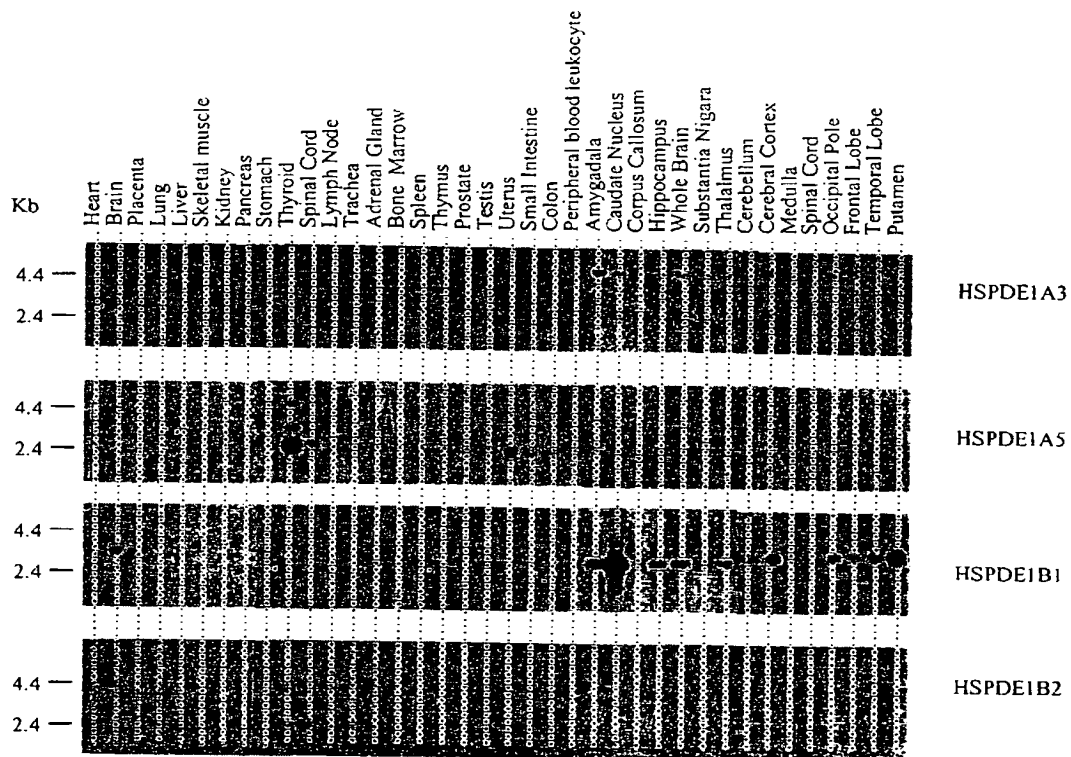 Kb
Heart
Brain
Placenta
Lung
Liver
Skeletal muscle
Kidney
Pancreas
Stomach
Thyroid
Spinal Cord
Lymph Node
Trachea
Adrenal Gland
Bone Marrow
Spleen
Thymus
Prostate
Testis
Uterus
Small Intestine
Colon
Peripheral blood leukocyte
Amygadala
Caudate Nucleus
Corpus Callosum
Hippocampus
Whole Brain
Substantia Nigara
Thalmus
Cerebellum
Cerebral Cortex
Medulla
Spinal Cord
Occipital Pole
Frontal Lobe
Temporal Lobe
Putamen
4.4
2.4
HSPDE1A3
4.4
2.4
HSPDE1A5
4.4
2.4
HSPDE1B1
4.4
2.4
HSPDE1B2